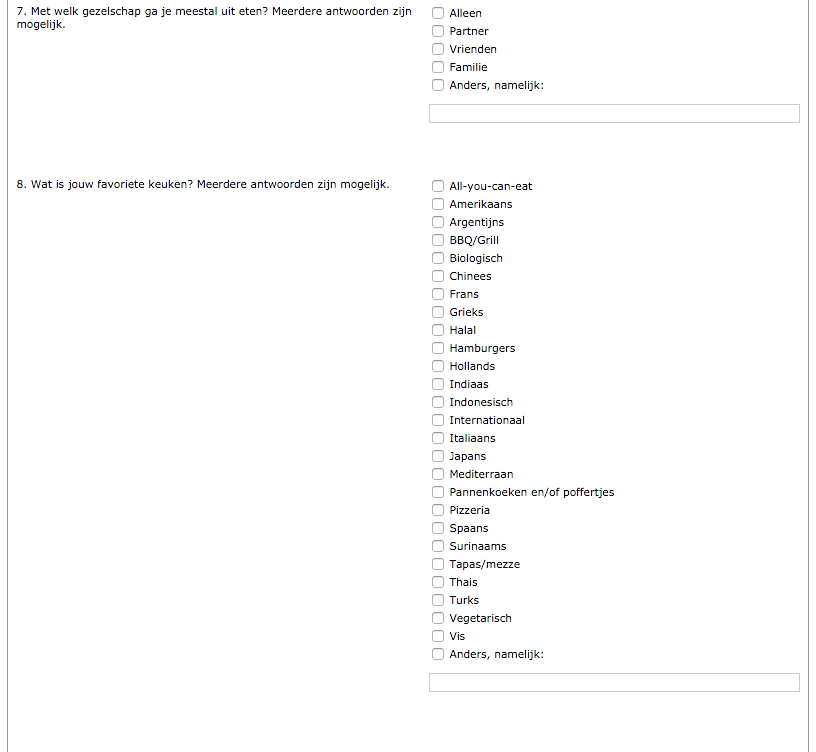 7. Met welk gezelschap ga je meestal uit eten? Meerdere antwoorden zijn
mogelijk.
Alleen
Partner
Vrienden
Familie
Anders, namelijk:
8. Wat is jouw favoriete keuken? Meerdere antwoorden zijn mogelijk.
All-you-can-eat
Amerikaans
Argentijns
BBQ/Grill
Biologisch
Chinees
Frans
Grieks
Halal
Hamburgers
Hollands
Indiaas
Indonesisch
Internationaal
Italiaans
Japans
Mediterraan
Pannenkoeken en/of poffertjes
Pizzeria
Spaans
Surinaams
Tapas/mezze
Thais
Turks
Vegetarisch
Vis
Anders, namelijk: